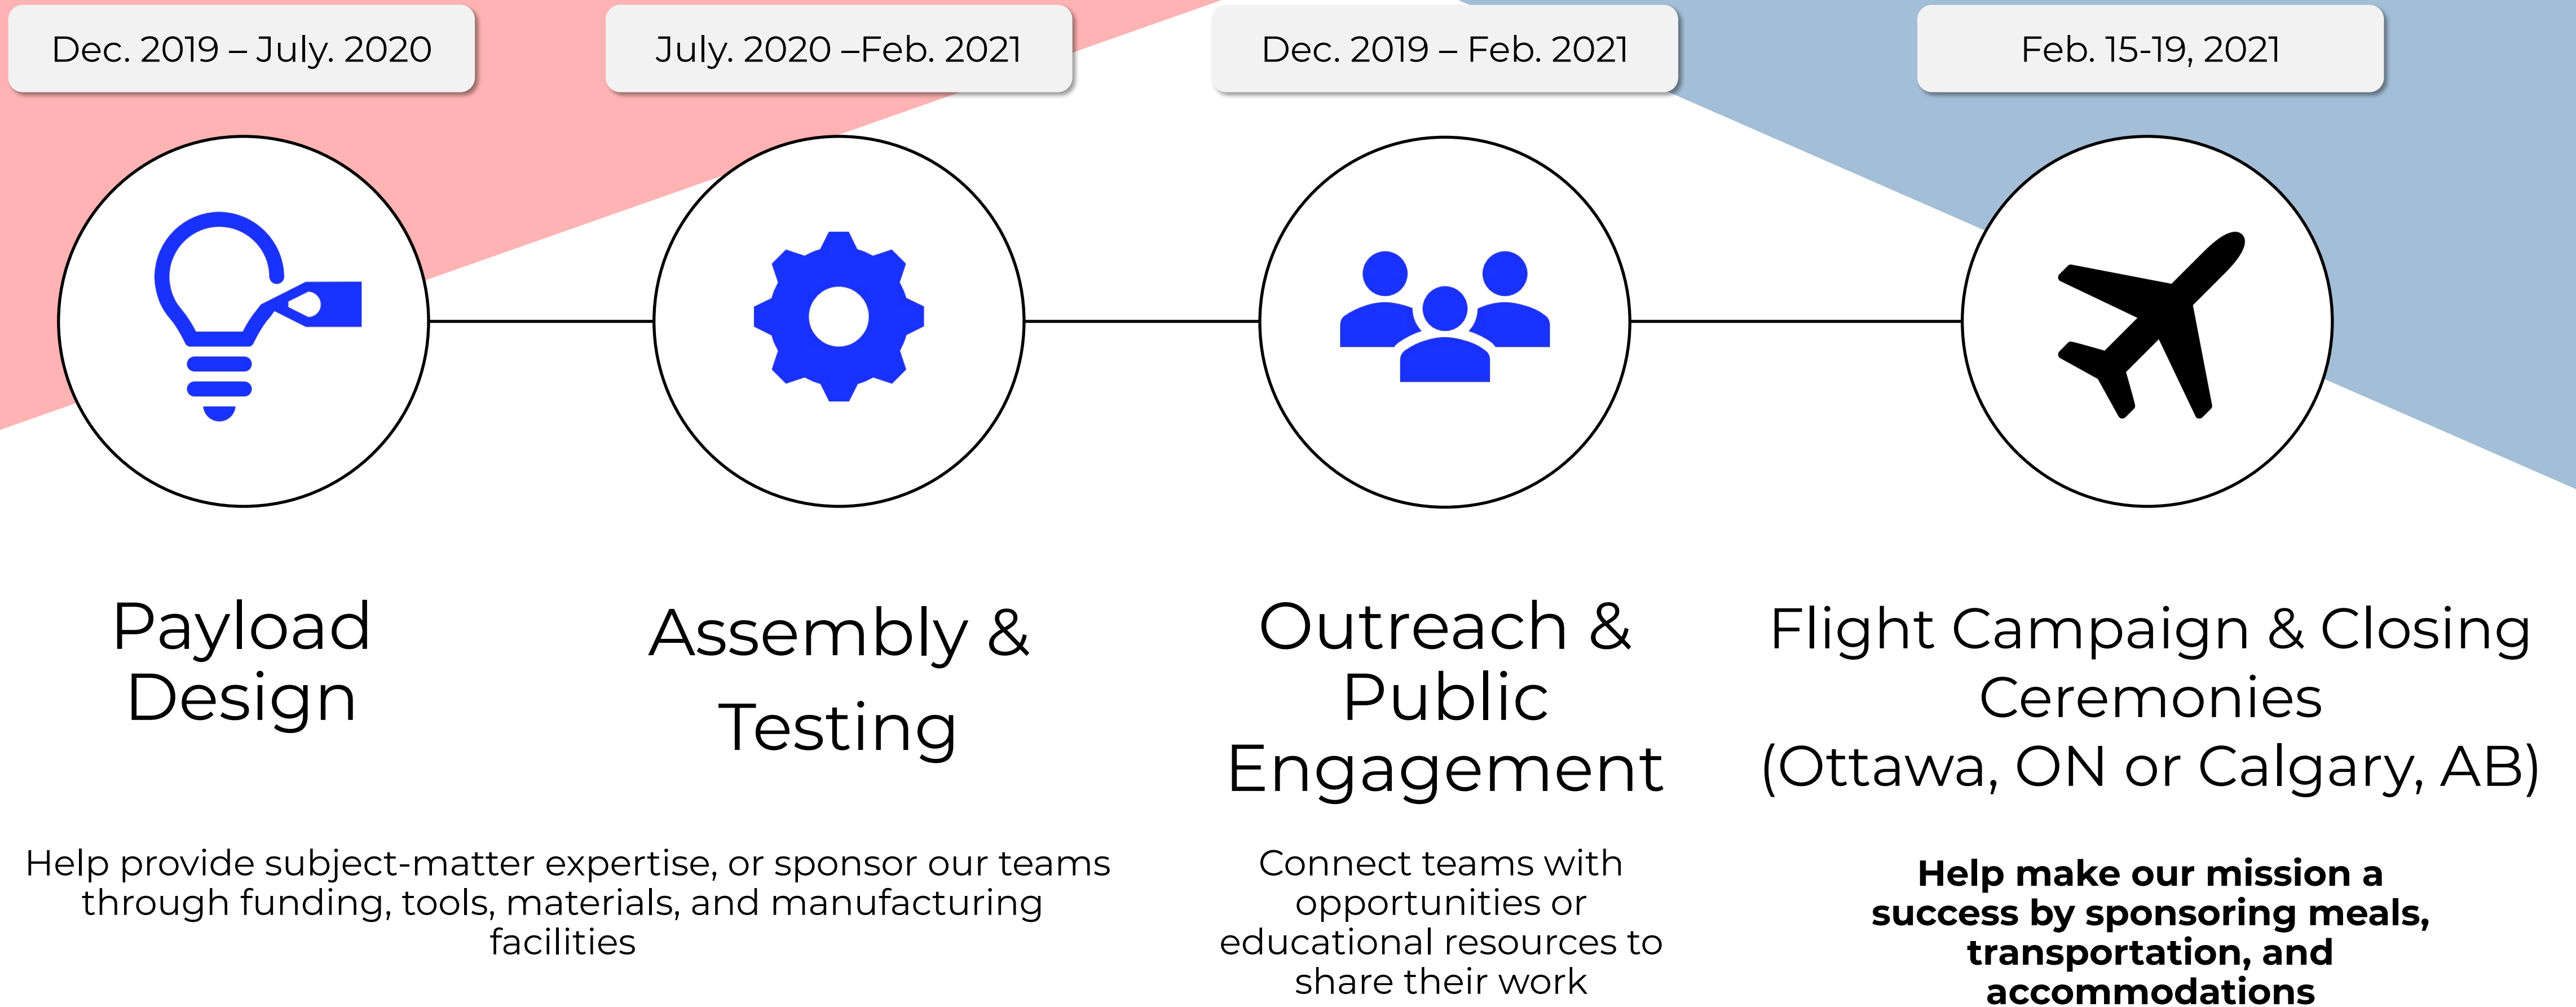 Dec. 2019 – July. 2020
July. 2020 –Feb. 2021
Dec. 2019 – Feb. 2021
Feb. 15-19, 2021
Payload
Design
Assembly &
Testing
Outreach &
Public
Engagement
Flight Campaign & Closing
Ceremonies
(Ottawa, ON or Calgary, AB)
Help provide subject-matter expertise, or sponsor our teams
through funding, tools, materials, and manufacturing
facilities
Connect teams with
opportunities or
educational resources to
share their work
Help make our mission a
success by sponsoring meals,
transportation, and
accommodations